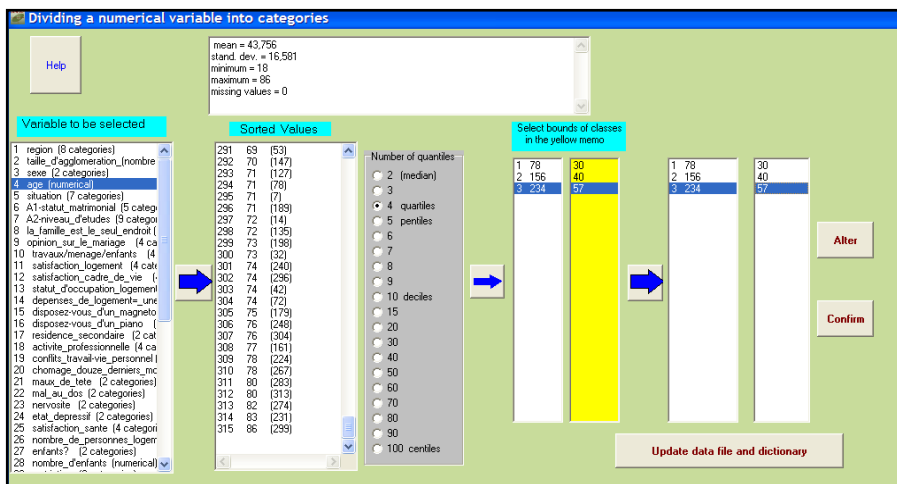 Dividing a numerical variable into categories
Help
mean = 43,756
stand. dev. = 16,581
minimum = 18
maximum = 86
missing values = 0
Variable to be selected
1 region (8 categories)
2 taille_d'agglomeration_(nombre
3 sexe (2 categories)
4 age (numerical)
5 situation (7 categories)
6 A1-statut_matrimonial (5 categ
7 A2-niveau_d'etudes (9 categor
8 la_famille_est_le_seul_endroit (
9 opinion_sur_le_mariage (4 ca
10 travaux/menage/enfants (4
11 satisfaction_logement (4 cate
12 satisfaction_cadre_de_vie (
13 statut_d'occupation_logement
14 depenses_de_logement=_une
15 disposez-vous_d'un_magneto
16 disposez-vous_d'un_piano (
17 residence_secondaire (2 cat
18 activite_professionnelle (4 ca
19 conflits_travail-vie_personnel (
20 chomage_douze_derniers_mo
21 maux_de_tete (2 categories)
22 mal_au_dos (2 categories)
23 nervosite (2 categories)
24 etat_depressif (2 categories)
25 satisfaction_sante (4 categori
26 nombre_de_personnes_logem
27 enfants? (2 categories)
28 nombre_d'enfants (numerical)
Sorted Values
291 69 (53)
292 70 (147)
293 71 (127)
294 71 (78)
295 71 (7)
296 71 (189)
297 72 (14)
298 72 (135)
299 73 (198)
300 73 (32)
301 74 (240)
302 74 (296)
303 74 (42)
304 74 (72)
305 75 (179)
306 76 (248)
307 76 (304)
308 77 (161)
309 78 (224)
310 78 (267)
311 80 (283)
312 80 (313)
313 82 (274)
314 83 (231)
315 86 (299)
Number of quantiles
2 (median)
3
4 quartiles
5 pentiles
6
7
8
9
10 deciles
15
20
30
40
50
60
70
80
90
100 centiles
Select bounds of classes
in the yellow memo
1 78
2 156
3 234
30
40
57
1 78
2 156
3 234
30
40
57
Alter
Confirm
Update data file and dictionary